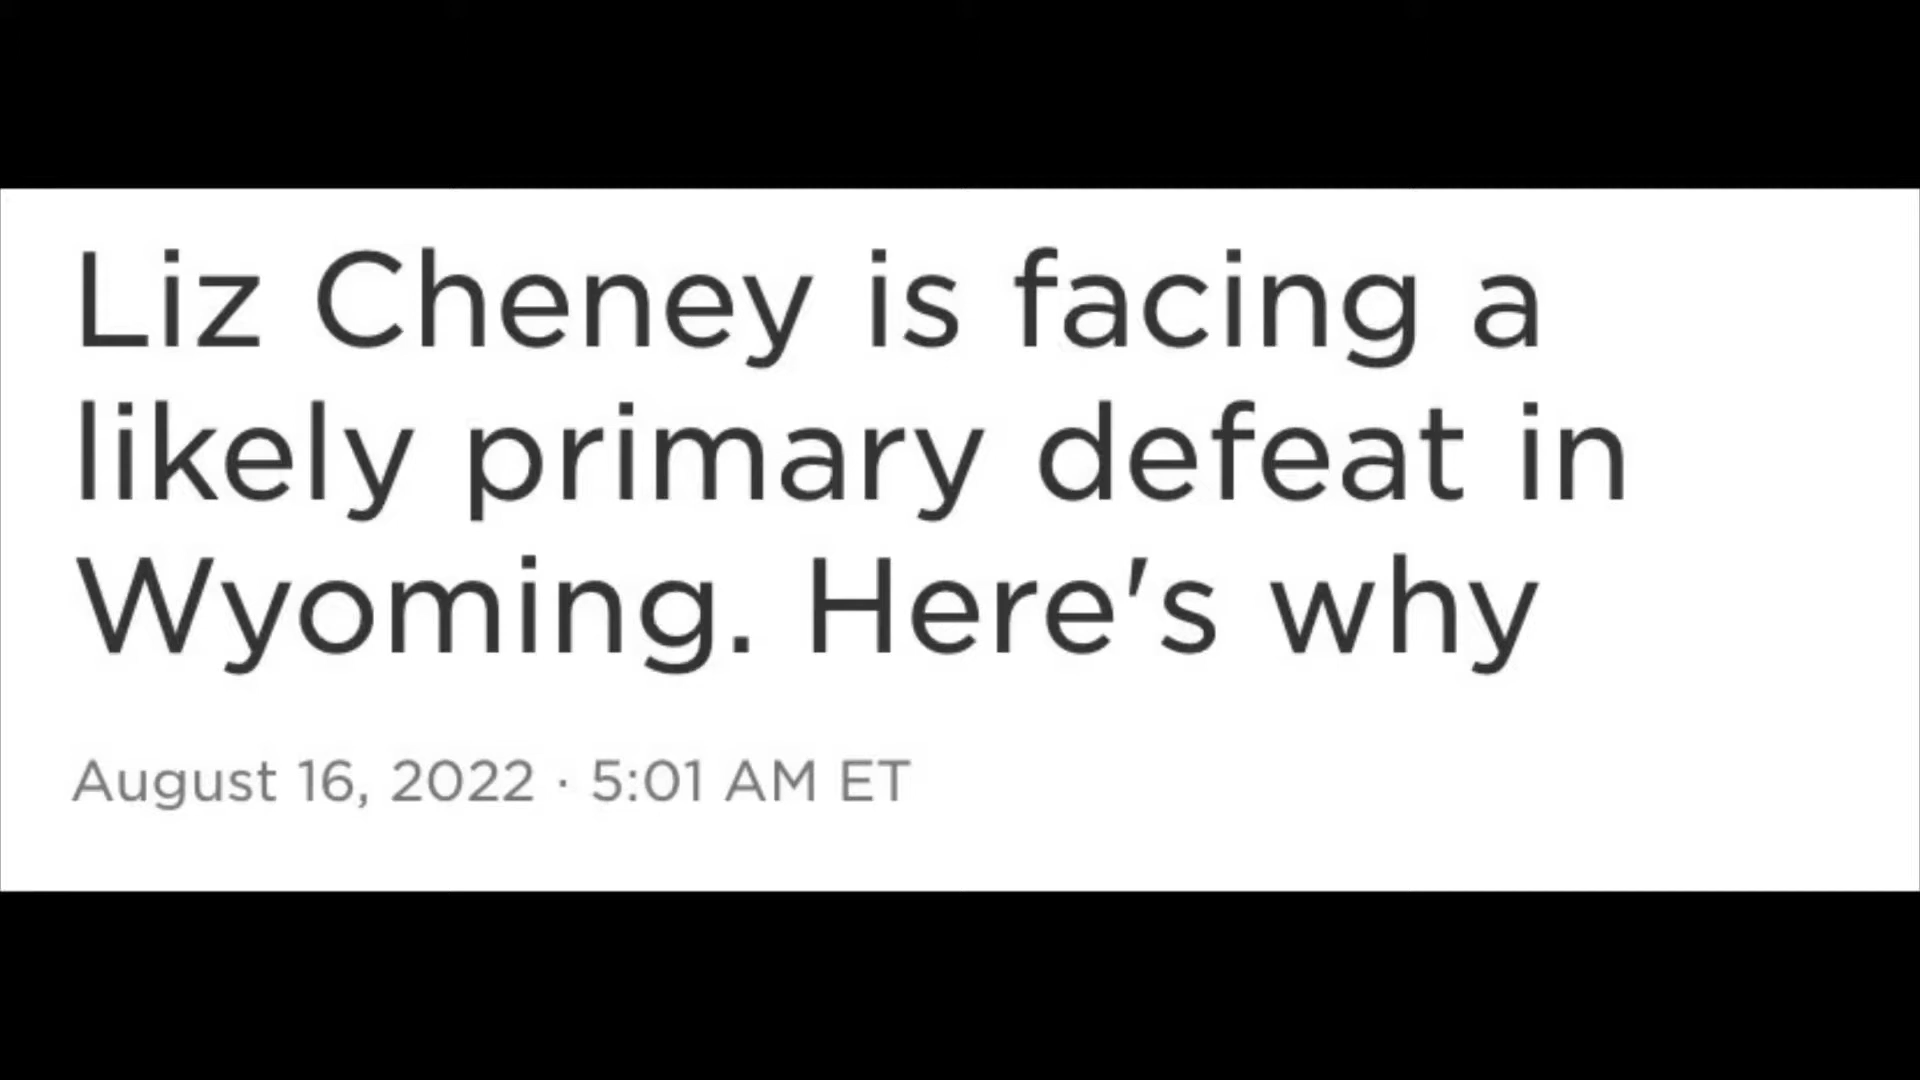 Liz Cheney is facing a
likely primary defeat in
Wyoming. Here's why
August 16, 2022 · 5:01 AM ET